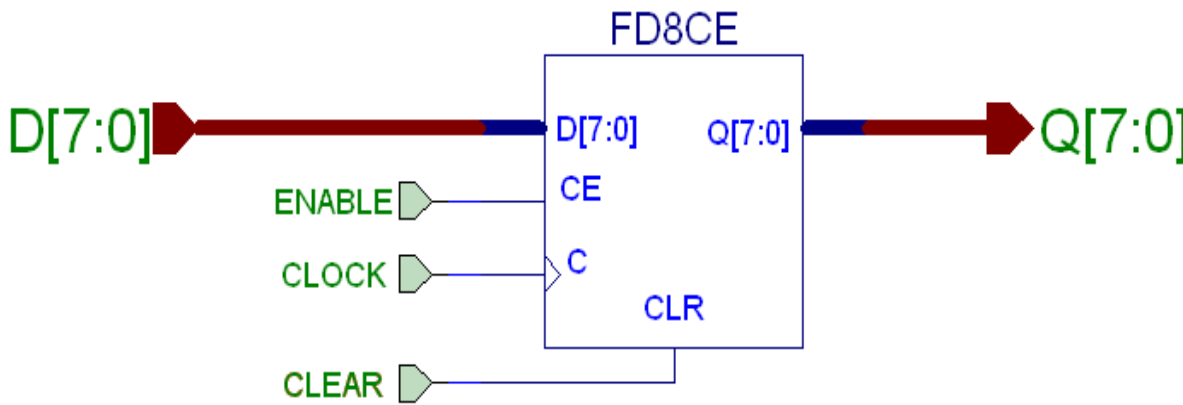 FD8CE
D[7:0] D[7:0] Q[7:0] Q[7:0]
ENABLE CE
CLOCK C
CLR
CLEAR